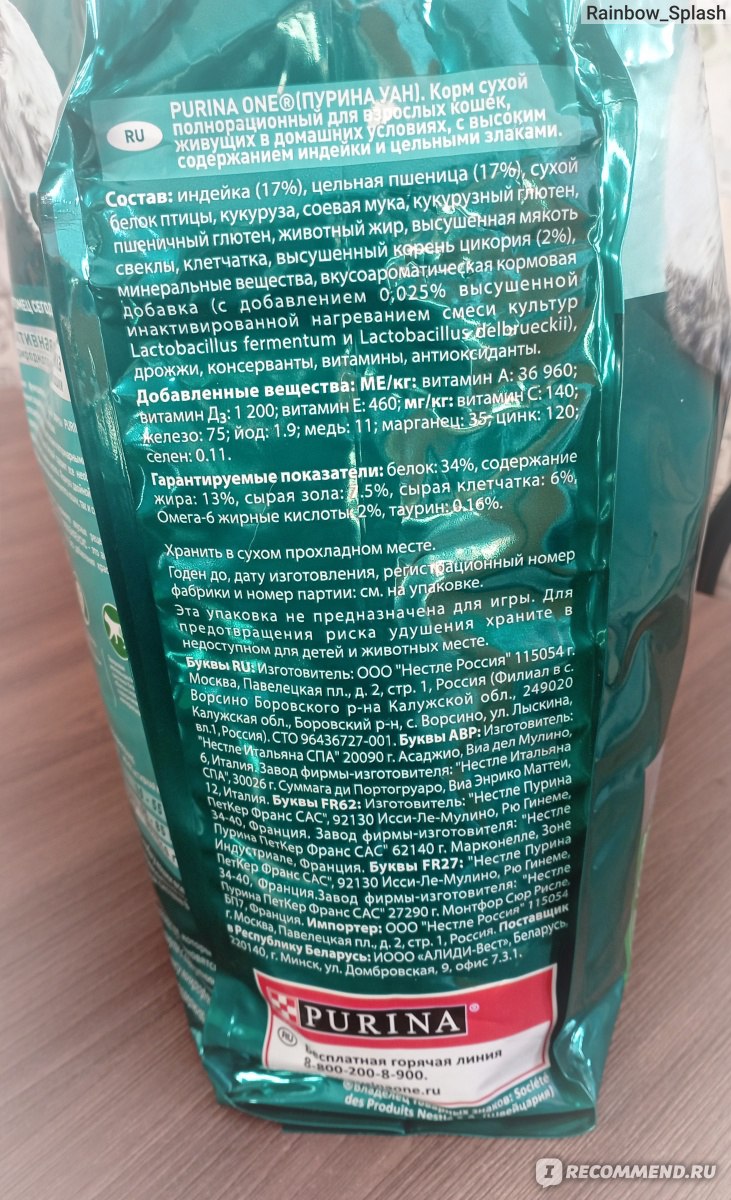 Rainbow_Splash
RU
PURINA ONE®(ПУРИНА УАН). Корм сухой
полнорационный для взрослых кошек,
живущих в домашних условиях, с высоким
содержанием индейки и цельными злаками.
Состав: индейка (17%), цельная пшеница (17%), сухой
белок птицы, кукуруза, соевая мука, кукурузный глютен,
пшеничный глютен, животный жир, высушенная мякоть
свеклы, клетчатка, высушенный корень цикория (2%),
минеральные вещества, вкусоароматическая кормовая
добавка (с добавлением 0,025% высушенной
инактивированной нагреванием смеси культур
Lactobacillus fermentum и Lactobacillus delbrueckii),
дрожжи, консерванты, витамины, антиоксиданты.
Добавленные вещества: МЕ/кг: витамин А: 36 960;
витамин Д3: 1 200; витамин Е: 460; мг/кг: витамин С: 140;
железо: 75; йод: 1.9; медь: 11; марганец: 35; цинк: 120;
селен: 0.11.
Гарантируемые показатели: белок: 34%, содержание
жира: 13%, сырая зола: .5%, сырая клетчатка: 6%,
Омега-6 жирные кислоты: 2%, таурин: 0.16%.
Хранить в сухом прохладном месте.
Годен до, дату изготовления, регистрационный номер
фабрики и номер партии: см. на упаковке.
Эта упаковка не предназначена для игры. Для
предотвращения риска удушения храните в
недоступном для детей и животных месте.
Буквы RU: Изготовитель: ООО "Нестле Россия" 115054 г.
Москва, Павелецкая пл., д. 2, стр. 1, Россия (Филиал в с.
Ворсино Боровского р-на Калужской обл., 249020
Калужская обл., Боровский р-н, с. Ворсино, ул. Лыскина,
вл.1, Россия). СТО 96436727-001. Буквы АВР: Изготовитель:
"Нестле Итальяна СПА" 20090 г. Асаджио, Виа дел Мулино,
6, Италия. Завод фирмы-изготовителя: "Нестле Итальяна
СПА", 30026 г. Суммага ди Портогруаро, Виа Энрико Маттеи,
12, Италия. Буквы FR62: Изготовитель: "Нестле Пурина
ПетКер Франс САС", 92130 Исси-Ле-Мулино, Рю Гинеме,
34-40, Франция. Завод фирмы-изготовителя: "Нестле
Пурина ПетКер Франс САС" 62140 г. Марконелле, Зоне
Индустриале, Франция. Буквы FR27: "Нестле Пурина
ПетКер Франс САС", 92130 Исси-Ле-Мулино, Рю Гинеме,
34-40, Франция.Завод фирмы-изготовителя: "Нестле
Пурина ПетКер Франс САС" 27290 г. Монтфор Сюр Рисле,
БП7, Франция. Импортер: ООО "Нестле Россия" 115054
г. Москва, Павелецкая пл., д. 2, стр. 1, Россия. Поставщик
в Республику Беларусь: ИООО «АЛИДИ-Вест», Беларусь,
220140, г. Минск, ул. Домбровская, 9, офис 7.3.1.
PURINA®
RU
Бесплатная горячая линия
8-800-200-8-900.
.ru
®Владелец товарных знаков: Société
des Produits (Швейцария)
IRECOMMEND.RU